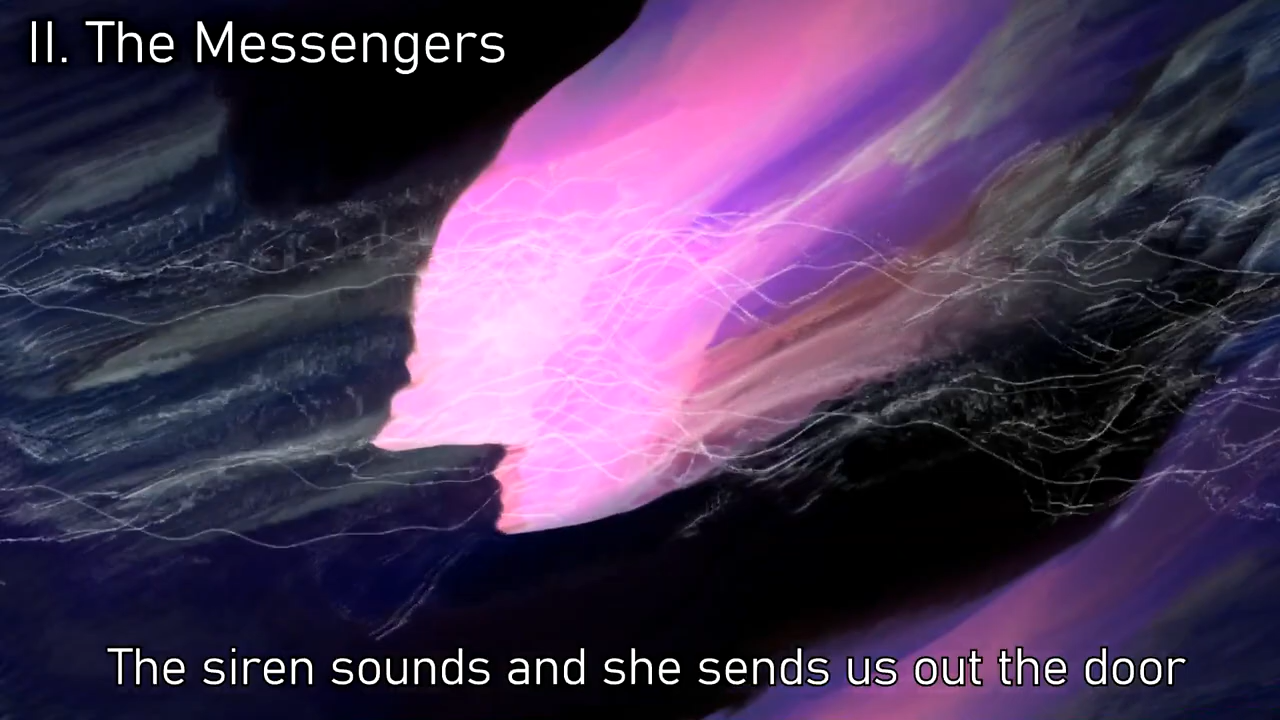 II. The Messengers
The siren sounds and she sends us out the door